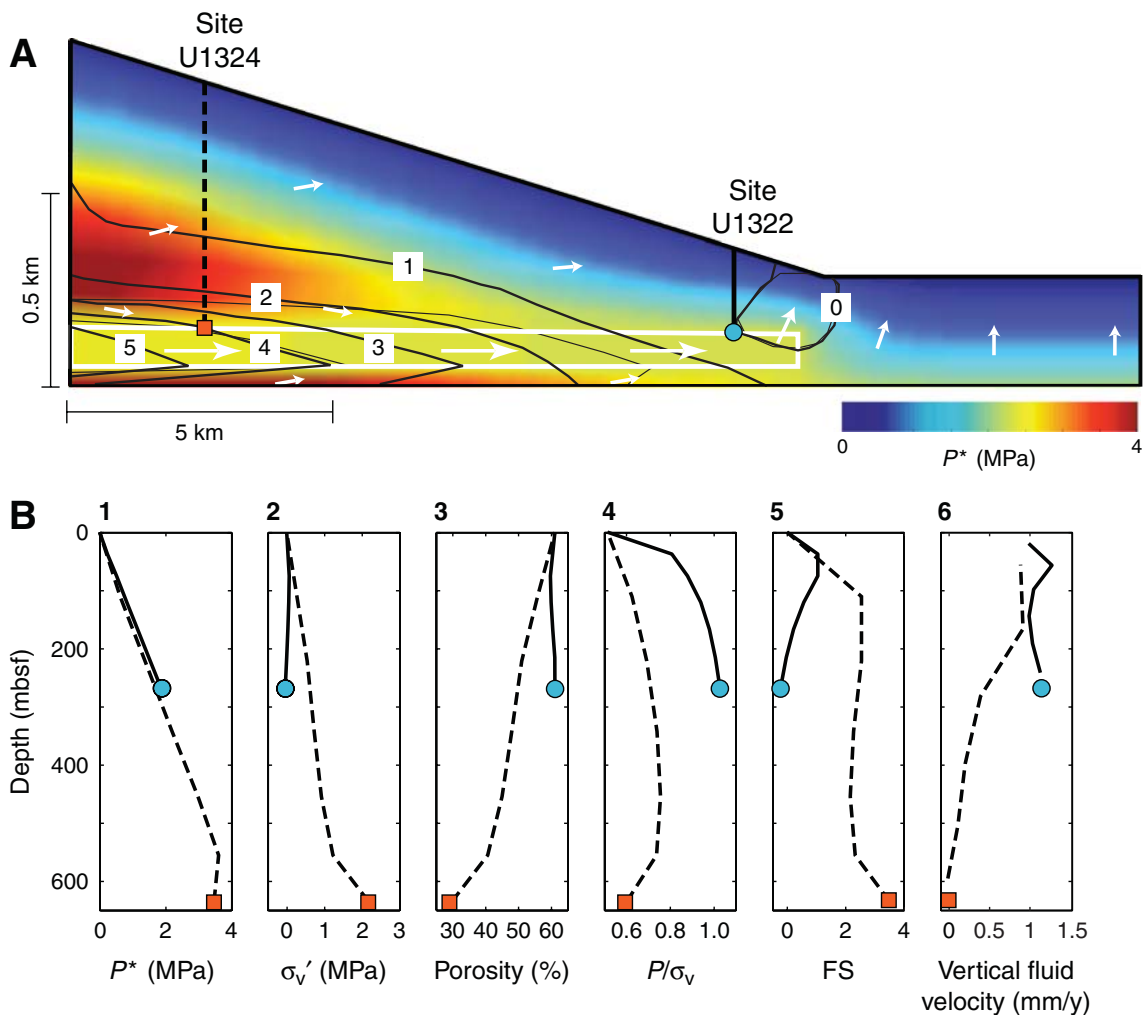 A
Site
U1324
Site
U1322
1
0
2
5
4
3
0.5 km
5 km
0
4
P* (MPa)
B
1
2
3
4
5
6
Depth (mbsf)
0
200
400
600
0 2 4
0 1 2 3
30 40 50 60
0.6 0.8 1.0
0 2 4
0 0.5 1 1.5
P* (MPa)
σv′ (MPa)
Porosity (%)
P/σv
FS
Vertical fluid
velocity (mm/y)